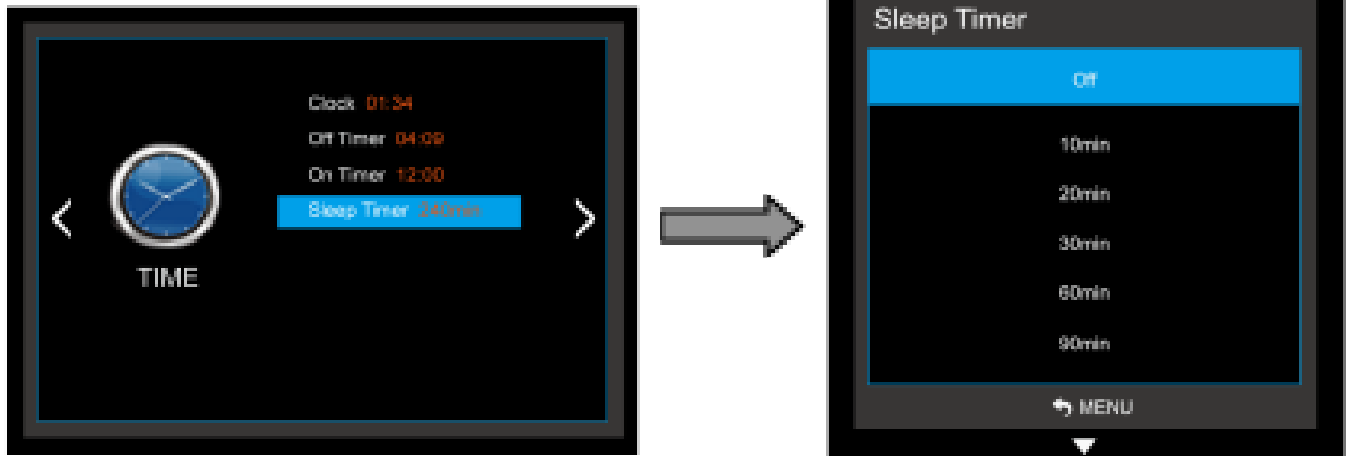 Clock 01:34
Off Timer 04:09
On Timer 12:00
Sleep Timer 240min
TIME
Sleep Timer
Off
10min
20min
30min
60min
90min
MENU